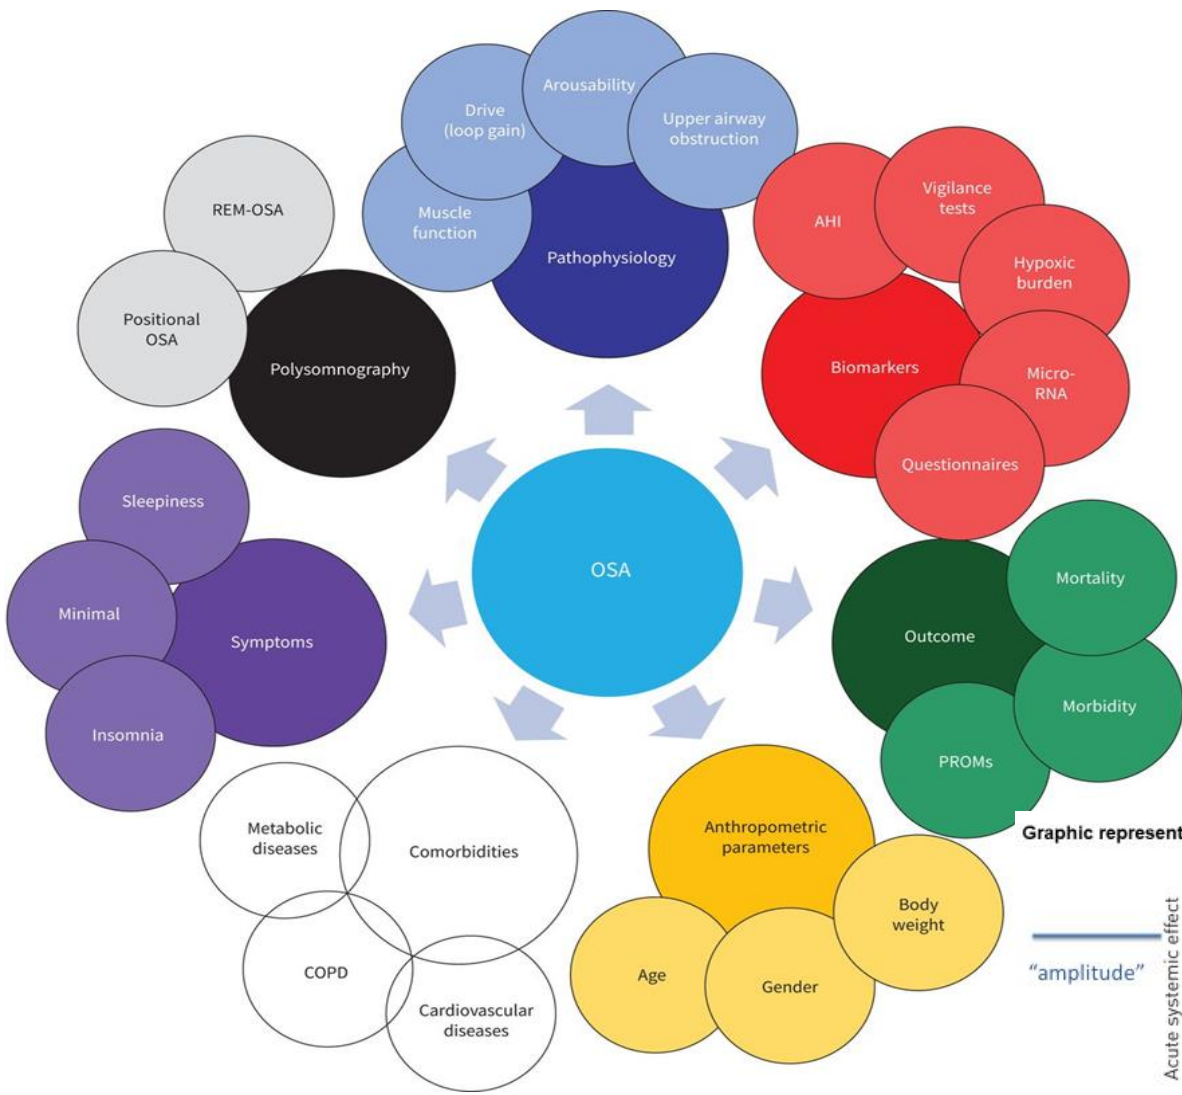 Arousability
Drive
(loop gain)
Upper airway
obstruction
Muscle
function
Pathophysiology
REM-OSA
Positional
OSA
Polysomnography
AHI
Vigilance
tests
Hypoxic
burden
Biomarkers
Micro-
RNA
Questionnaires
Sleepiness
Minimal
Symptoms
Insomnia
OSA
Mortality
Outcome
Morbidity
PROMs
Metabolic
diseases
Comorbidities
COPD
Cardiovascular
diseases
Anthropometric
parameters
Body
weight
Age
Gender
Graphic represent
“amplitude”
Acute systemic effect